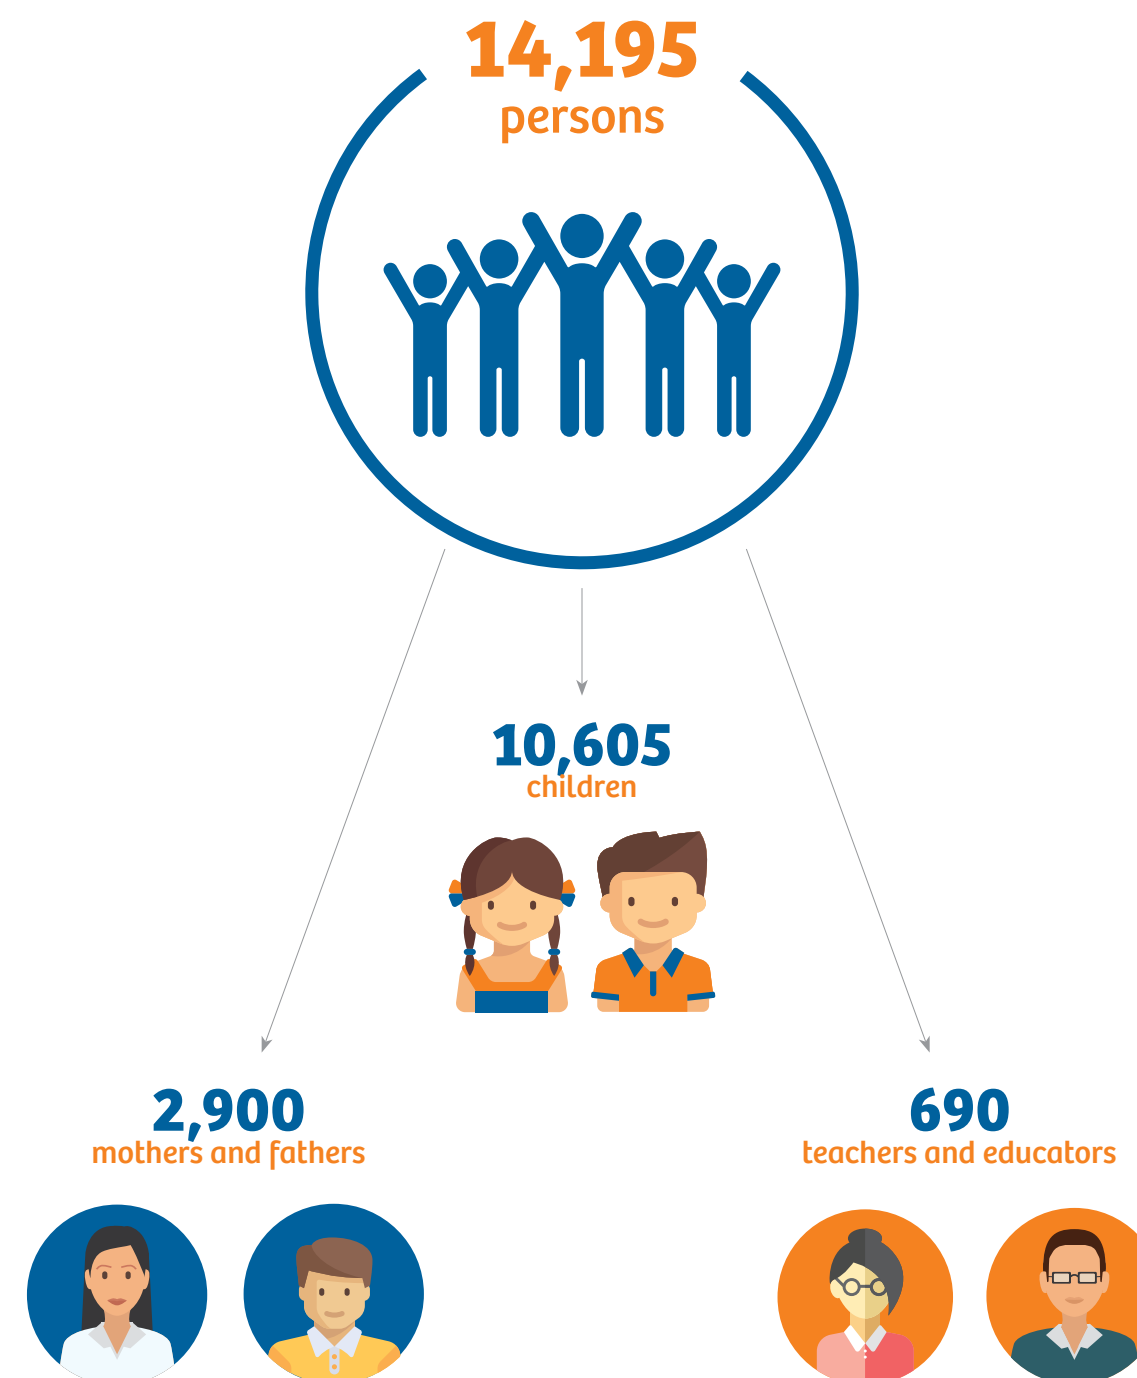 14,195
persons
10,605
children
2,900
mothers and fathers
690
teachers and educators